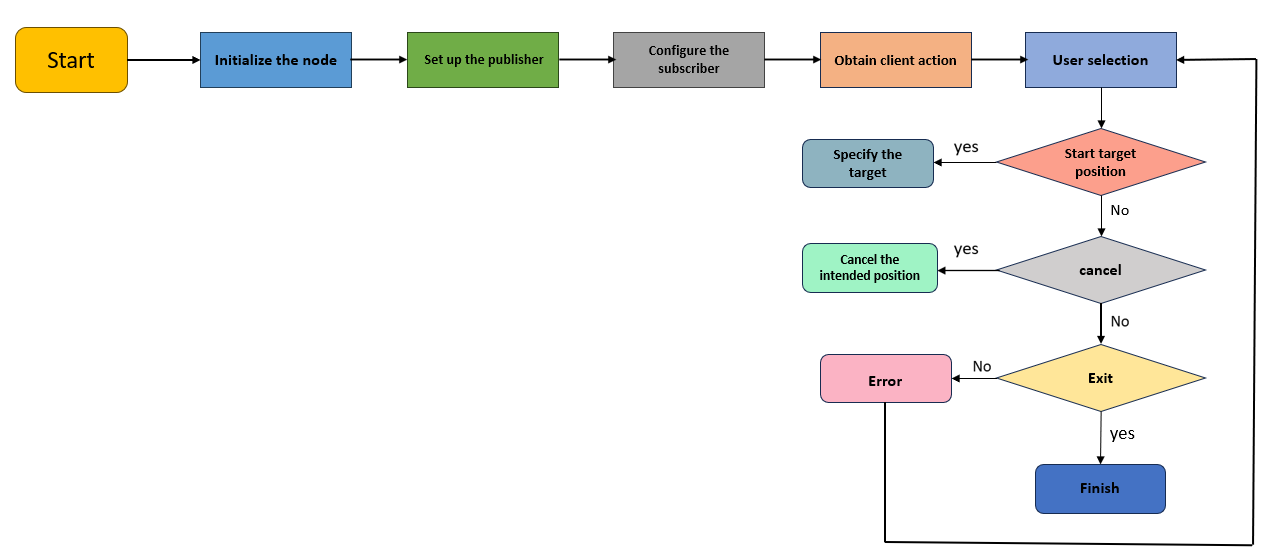 Start
Initialize the node
Set up the publisher
Configure the
subscriber
Obtain client action
User selection
Start target
position
yes
Specify the
target
No
cancel
yes
Cancel the
intended position
No
Exit
No
Error
yes
Finish